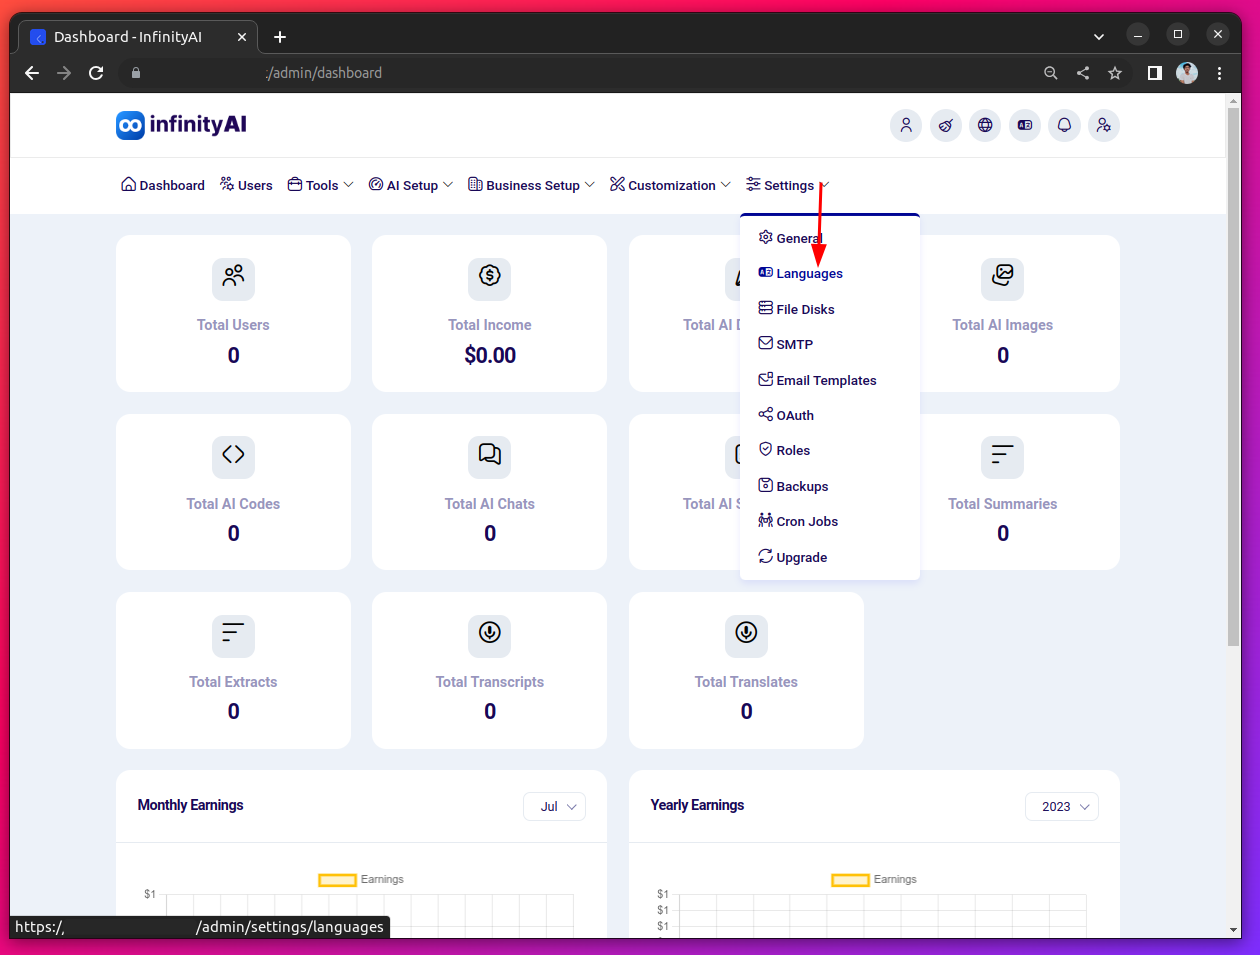 Dashboard - InfinityAI
:/admin/dashboard
infinityAI
Dashboard Users Tools AI Setup Business Setup Customization Settings
General
Languages
File Disks
SMTP
Email Templates
OAuth
Roles
Backups
Cron Jobs
Upgrade
Total Users
0
Total Income
$0.00
Total AI
Total AI Images
0
Total AI Codes
0
Total AI Chats
0
Total AI
Total Summaries
0
Total Extracts
0
Total Transcripts
0
Total Translates
0
Monthly Earnings
Jul
Yearly Earnings
2023
Earnings
$1
Earnings
$1
$1
$1
https:/, /admin/settings/languages